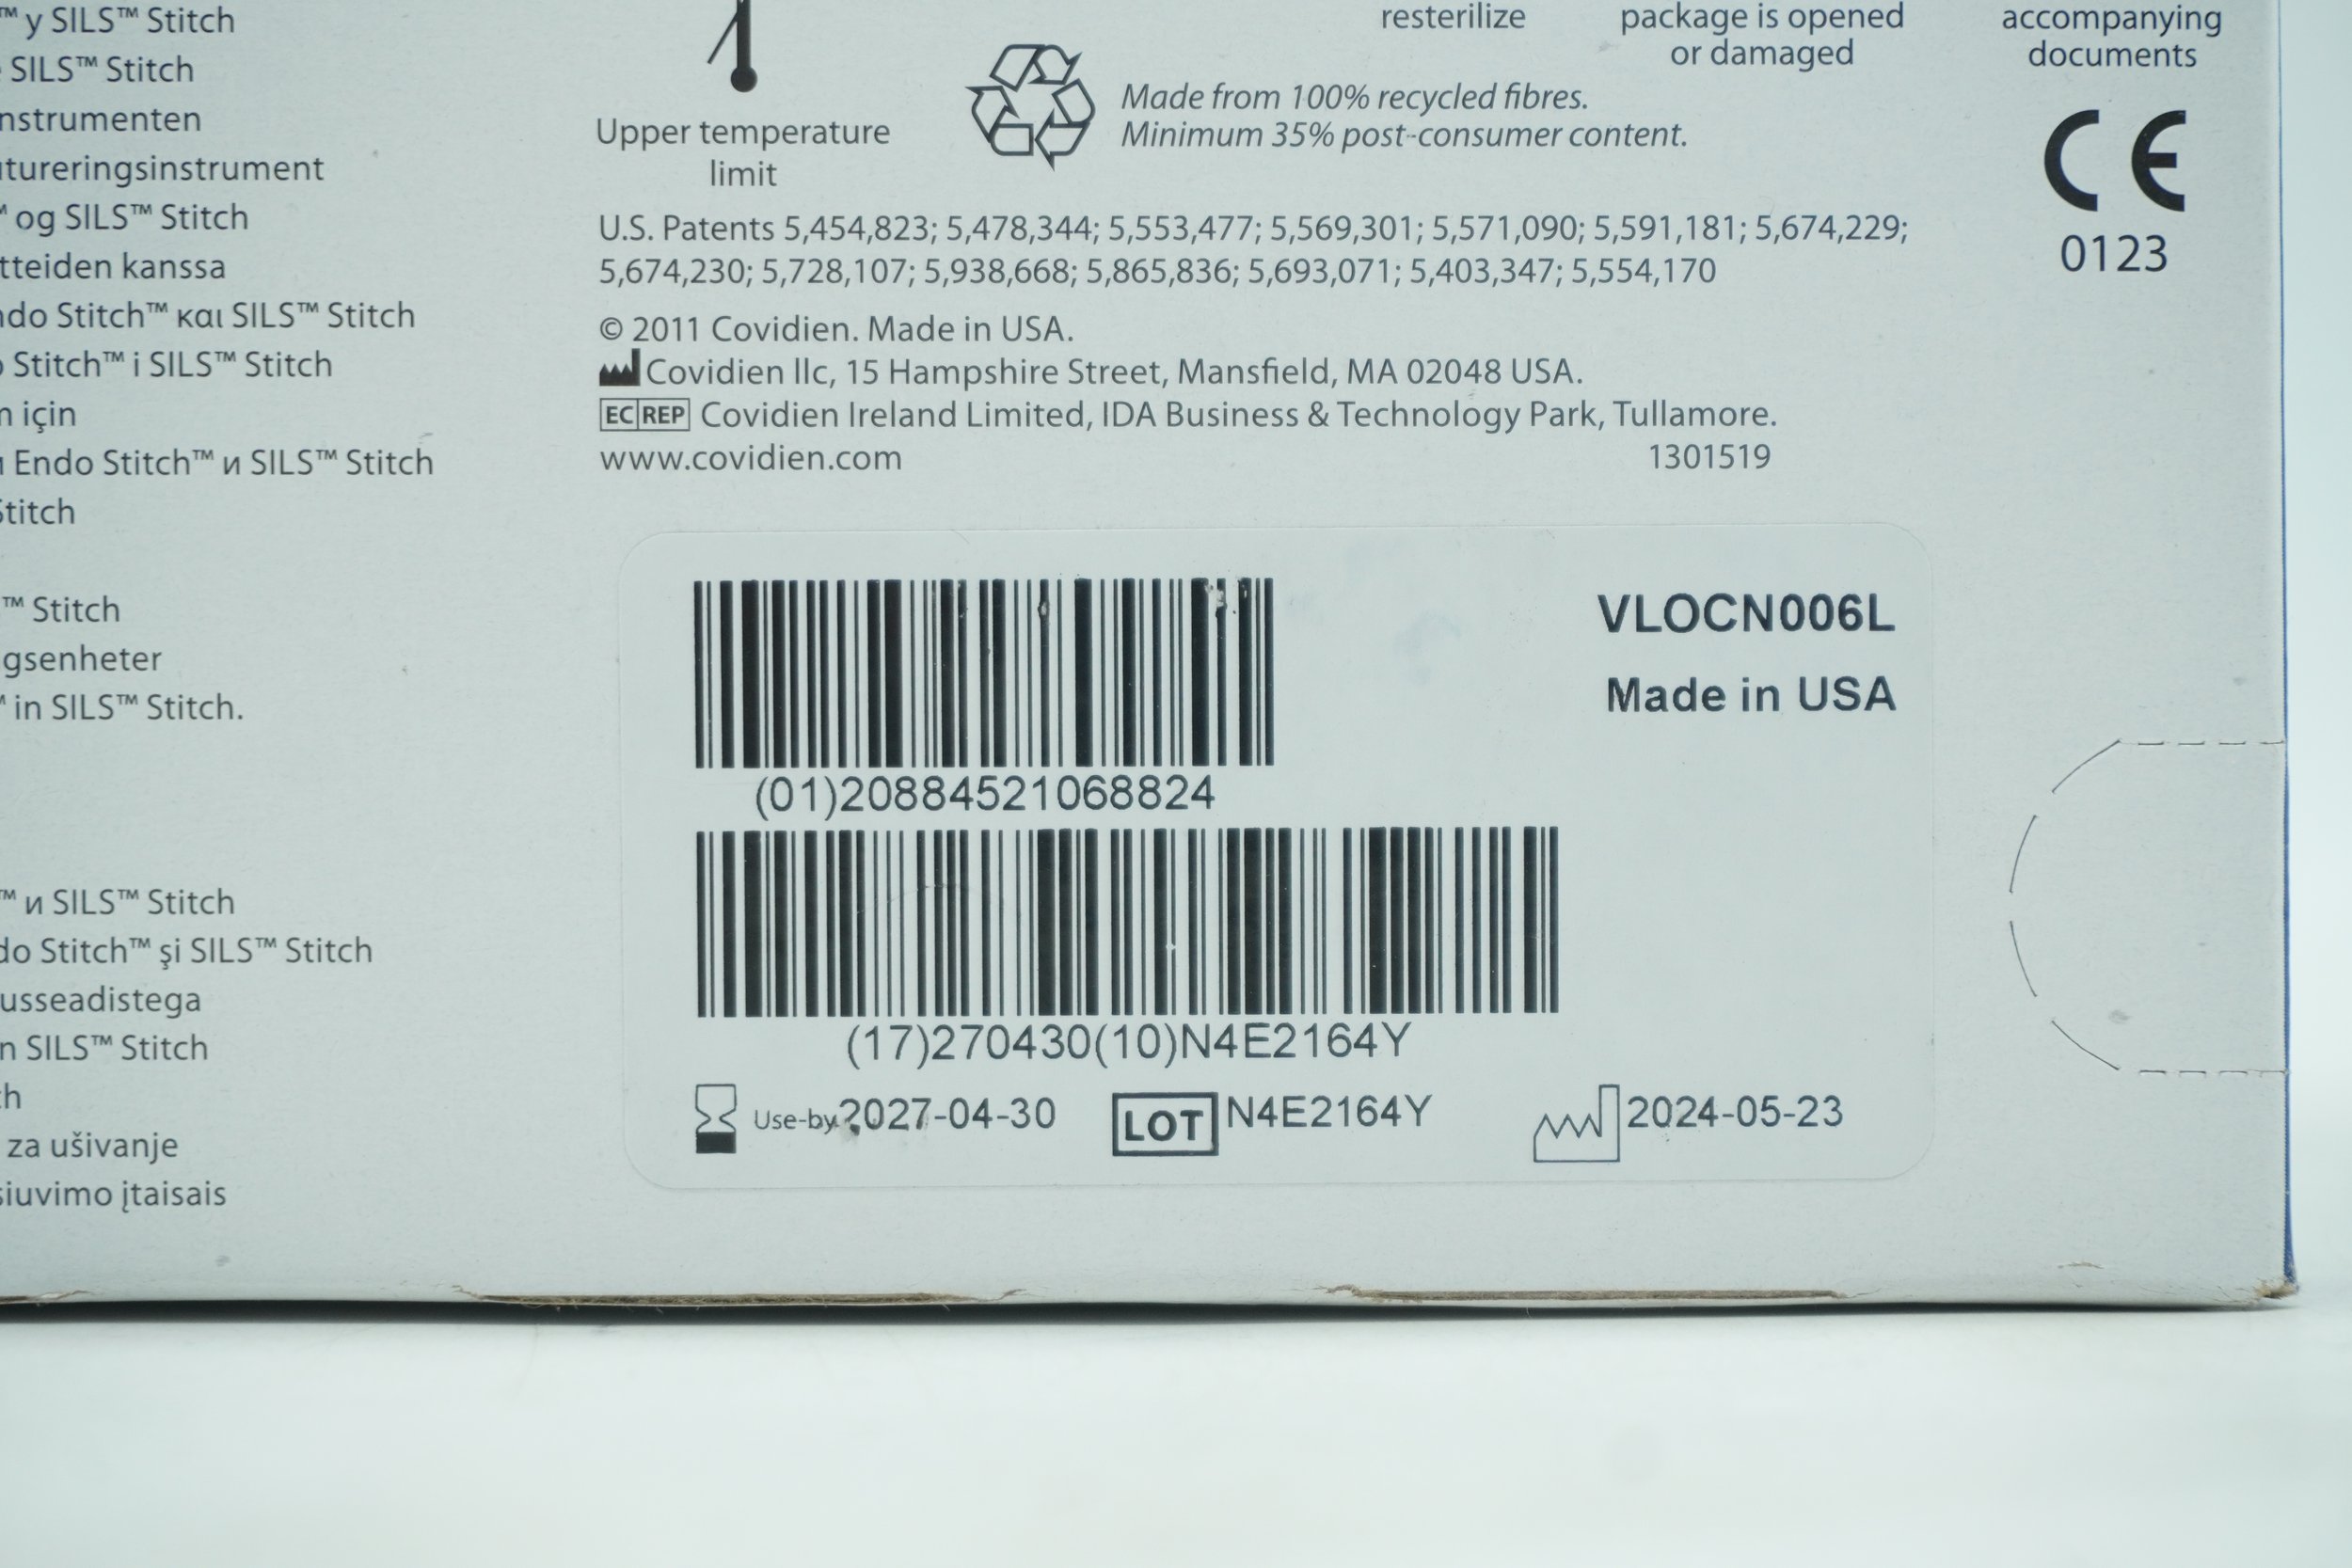 ™ y SILS™ Stitch
SILS™ Stitch
™ og SILS™ Stitch
tteiden kanssa
Stitch™ και SILS™ Stitch
Stitch™ i SILS™ Stitch
için
Endo Stitch™ и SILS™ Stitch
Stitch
™ Stitch
in SILS™ Stitch.
™ и SILS™ Stitch
Stitch™ şi SILS™ Stitch
SILS™ Stitch
za ušivanje
įtaisais
Upper temperature
limit
resterilize
package is opened
or damaged
accompanying
documents
Made from 100% recycled fibres.
Minimum 35% post-consumer content.
CE
0123
U.S. Patents 5,454,823; 5,478,344; 5,553,477; 5,569,301; 5,571,090; 5,591,181; 5,674,229;
5,674,230; 5,728,107; 5,938,668; 5,865,836; 5,693,071; 5,403,347; 5,554,170
© 2011 Covidien. Made in USA.
Covidien llc, 15 Hampshire Street, Mansfield, MA 02048 USA.
EC REP Covidien Ireland Limited, IDA Business & Technology Park, Tullamore.
www.covidien.com 1301519
VLOCN006L
Made in USA
(01)20884521068824
(17)270430(10)N4E2164Y
Use-by 2027-04-30 LOT N4E2164Y 2024-05-23